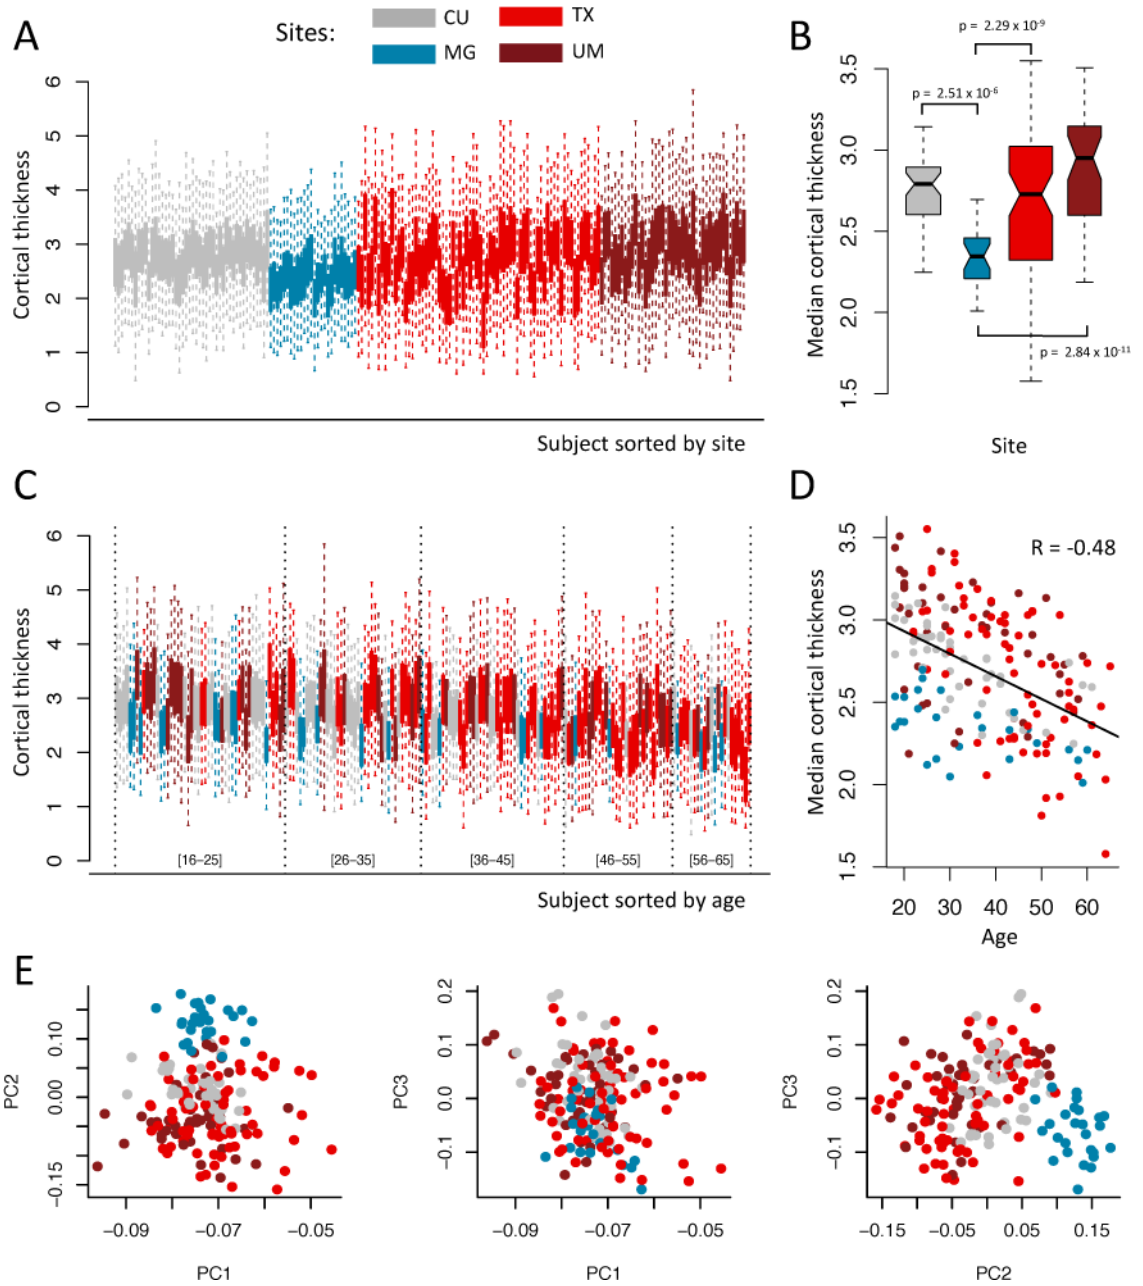 A
Sites:
CU
TX
MG
UM
Cortical thickness
6
5
4
3
2
1
0
Subject sorted by site
B
p = 2.29 x 10-9
p = 2.51 x 10-6
p = 2.84 x 10-11
Median cortical thickness
3.5
3.0
2.5
2.0
1.5
Site
C
Cortical thickness
6
5
4
3
2
1
0
[16–25]
[26–35]
[36–45]
[46–55]
[56–65]
Subject sorted by age
D
R = -0.48
Median cortical thickness
3.5
3.0
2.5
2.0
1.5
20 30 40 50 60
Age
E
PC2
0.10
0.00
−0.15
−0.09 −0.07 −0.05
PC1
PC3
0.2
0.1
0.0
−0.1
−0.09 −0.07 −0.05
PC1
PC3
0.2
0.1
0.0
−0.1
−0.15 −0.05 0.05 0.15
PC2